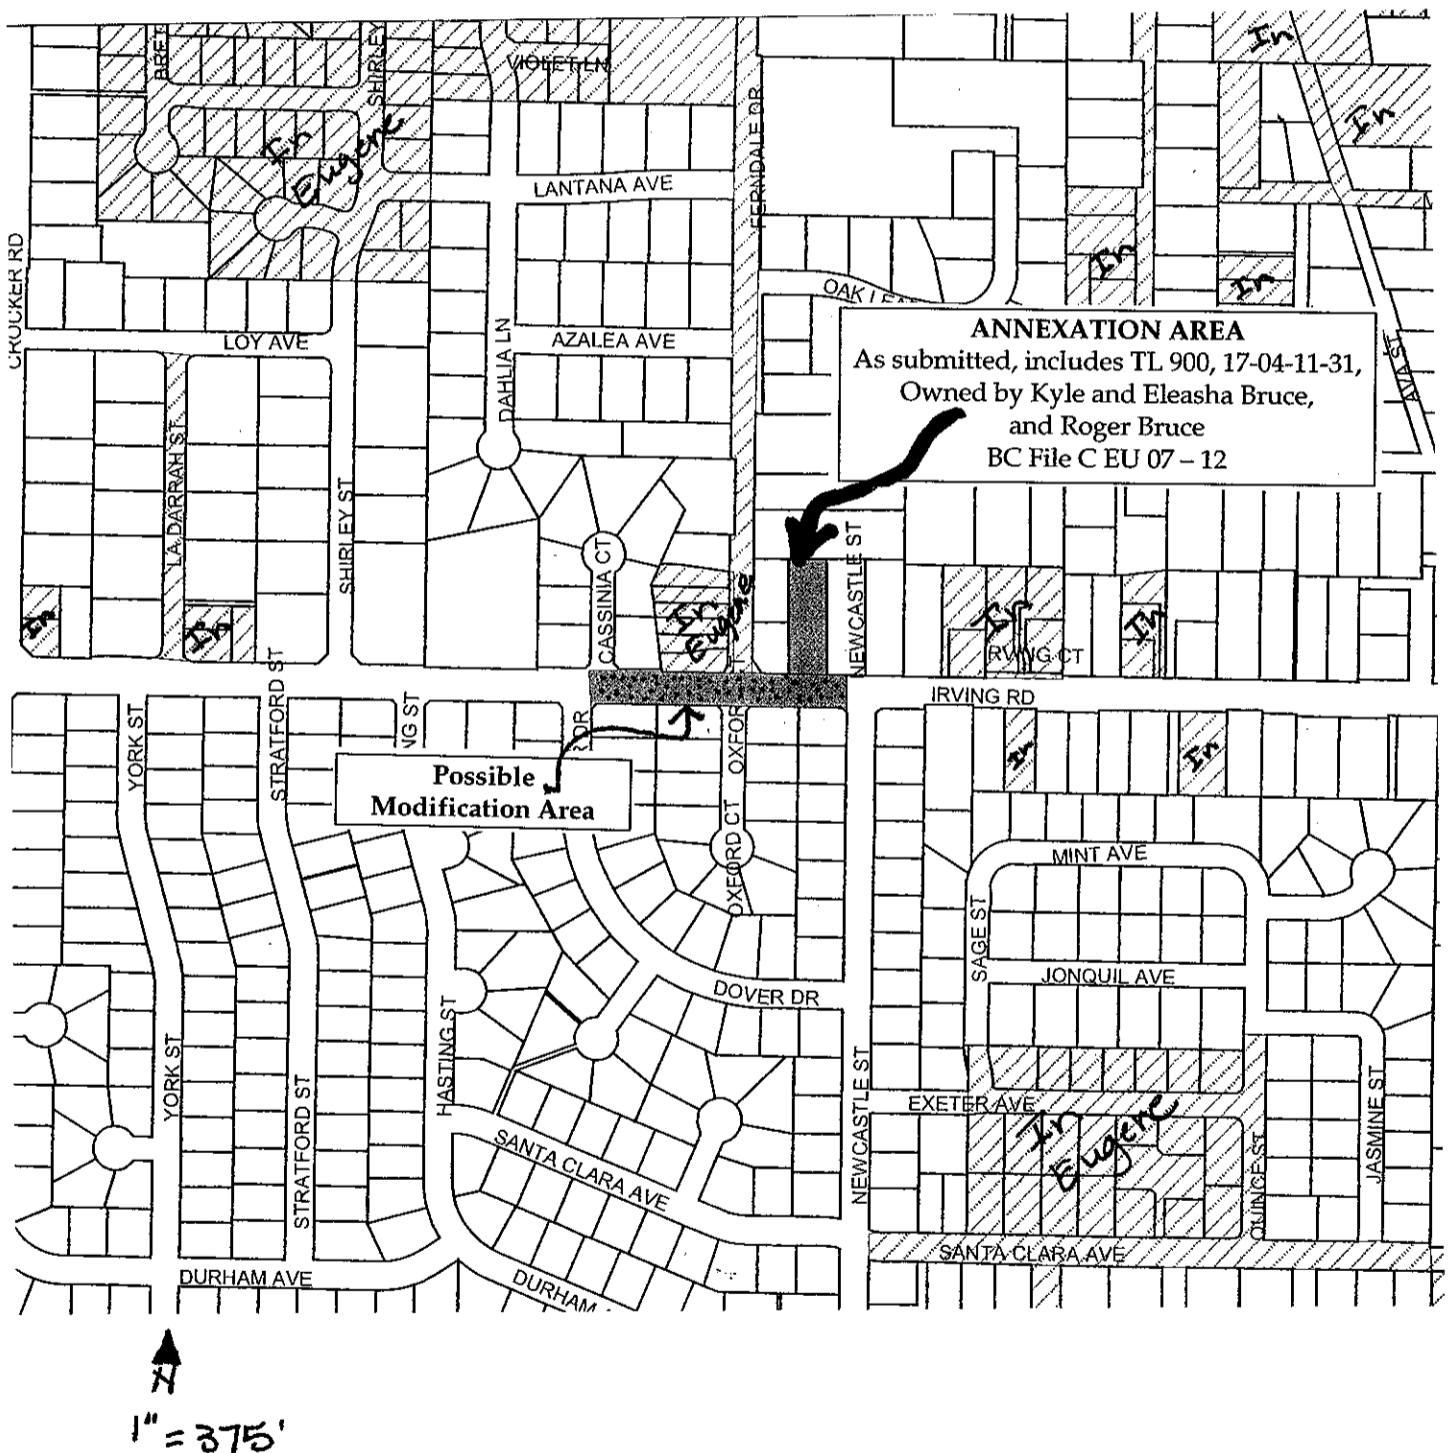 BRET
SHIRLEY
VIOLET LN
In
In
In
Eugene
FERNDALE DR
LANTANA AVE
CROCKER RD
In
In
OAK LEA
LOY AVE
DAHLIA LN
AZALEA AVE
ANNEXATION AREA
As submitted, includes TL 900, 17-04-11-31,
Owned by Kyle and Eleasha Bruce,
and Roger Bruce
BC File C EU 07 – 12
AVA ST
LA DARRAH ST
SHIRLEY ST
CASSINIA CT
NEWCASTLE ST
In
In
In
Eugene
In
In
RVING CT
IRVING RD
YORK ST
STRATFORD ST
NG ST
DR
OXFOR
In
In
Possible
Modification Area
OXFORD CT
MINT AVE
SAGE ST
JONQUIL AVE
DOVER DR
HASTING ST
YORK ST
STRATFORD ST
NEWCASTLE ST
EXETER AVE
In
Eugene
QUINCE ST
JASMINE ST
SANTA CLARA AVE
SANTA CLARA AVE
DURHAM AVE
DURHAM
N
1" = 375'